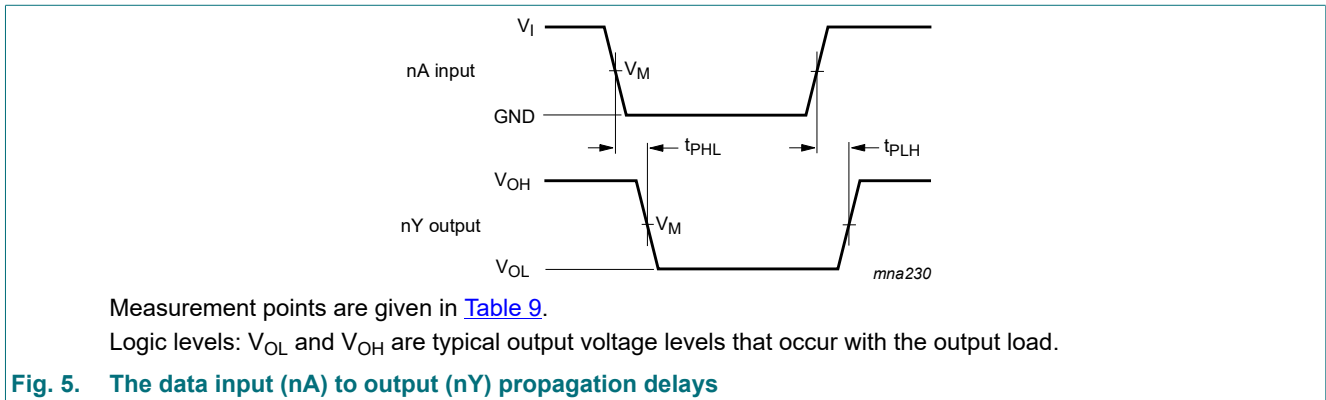 V_I
nA input
V_M
GND
t_PHL
t_PLH
V_OH
nY output
V_M
V_OL
mna230
Measurement points are given in Table 9.
Logic levels: V_OL and V_OH are typical output voltage levels that occur with the output load.
Fig. 5. The data input (nA) to output (nY) propagation delays